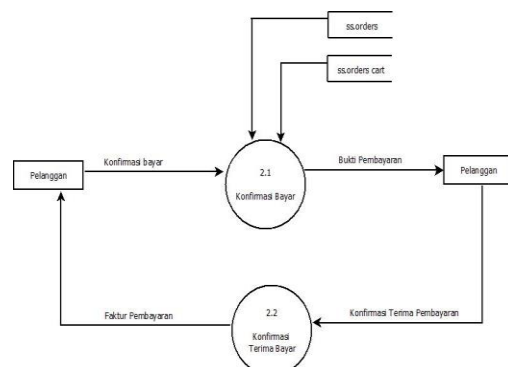 ss.orders
ss.orders cart
Konfirmasi bayar
Bukti Pembayaran
Pelanggan
2.1
Konfirmasi Bayar
Pelanggan
Faktur Pembayaran
2.2
Konfirmasi
Terima Bayar
Konfirmasi Terima Pembayaran